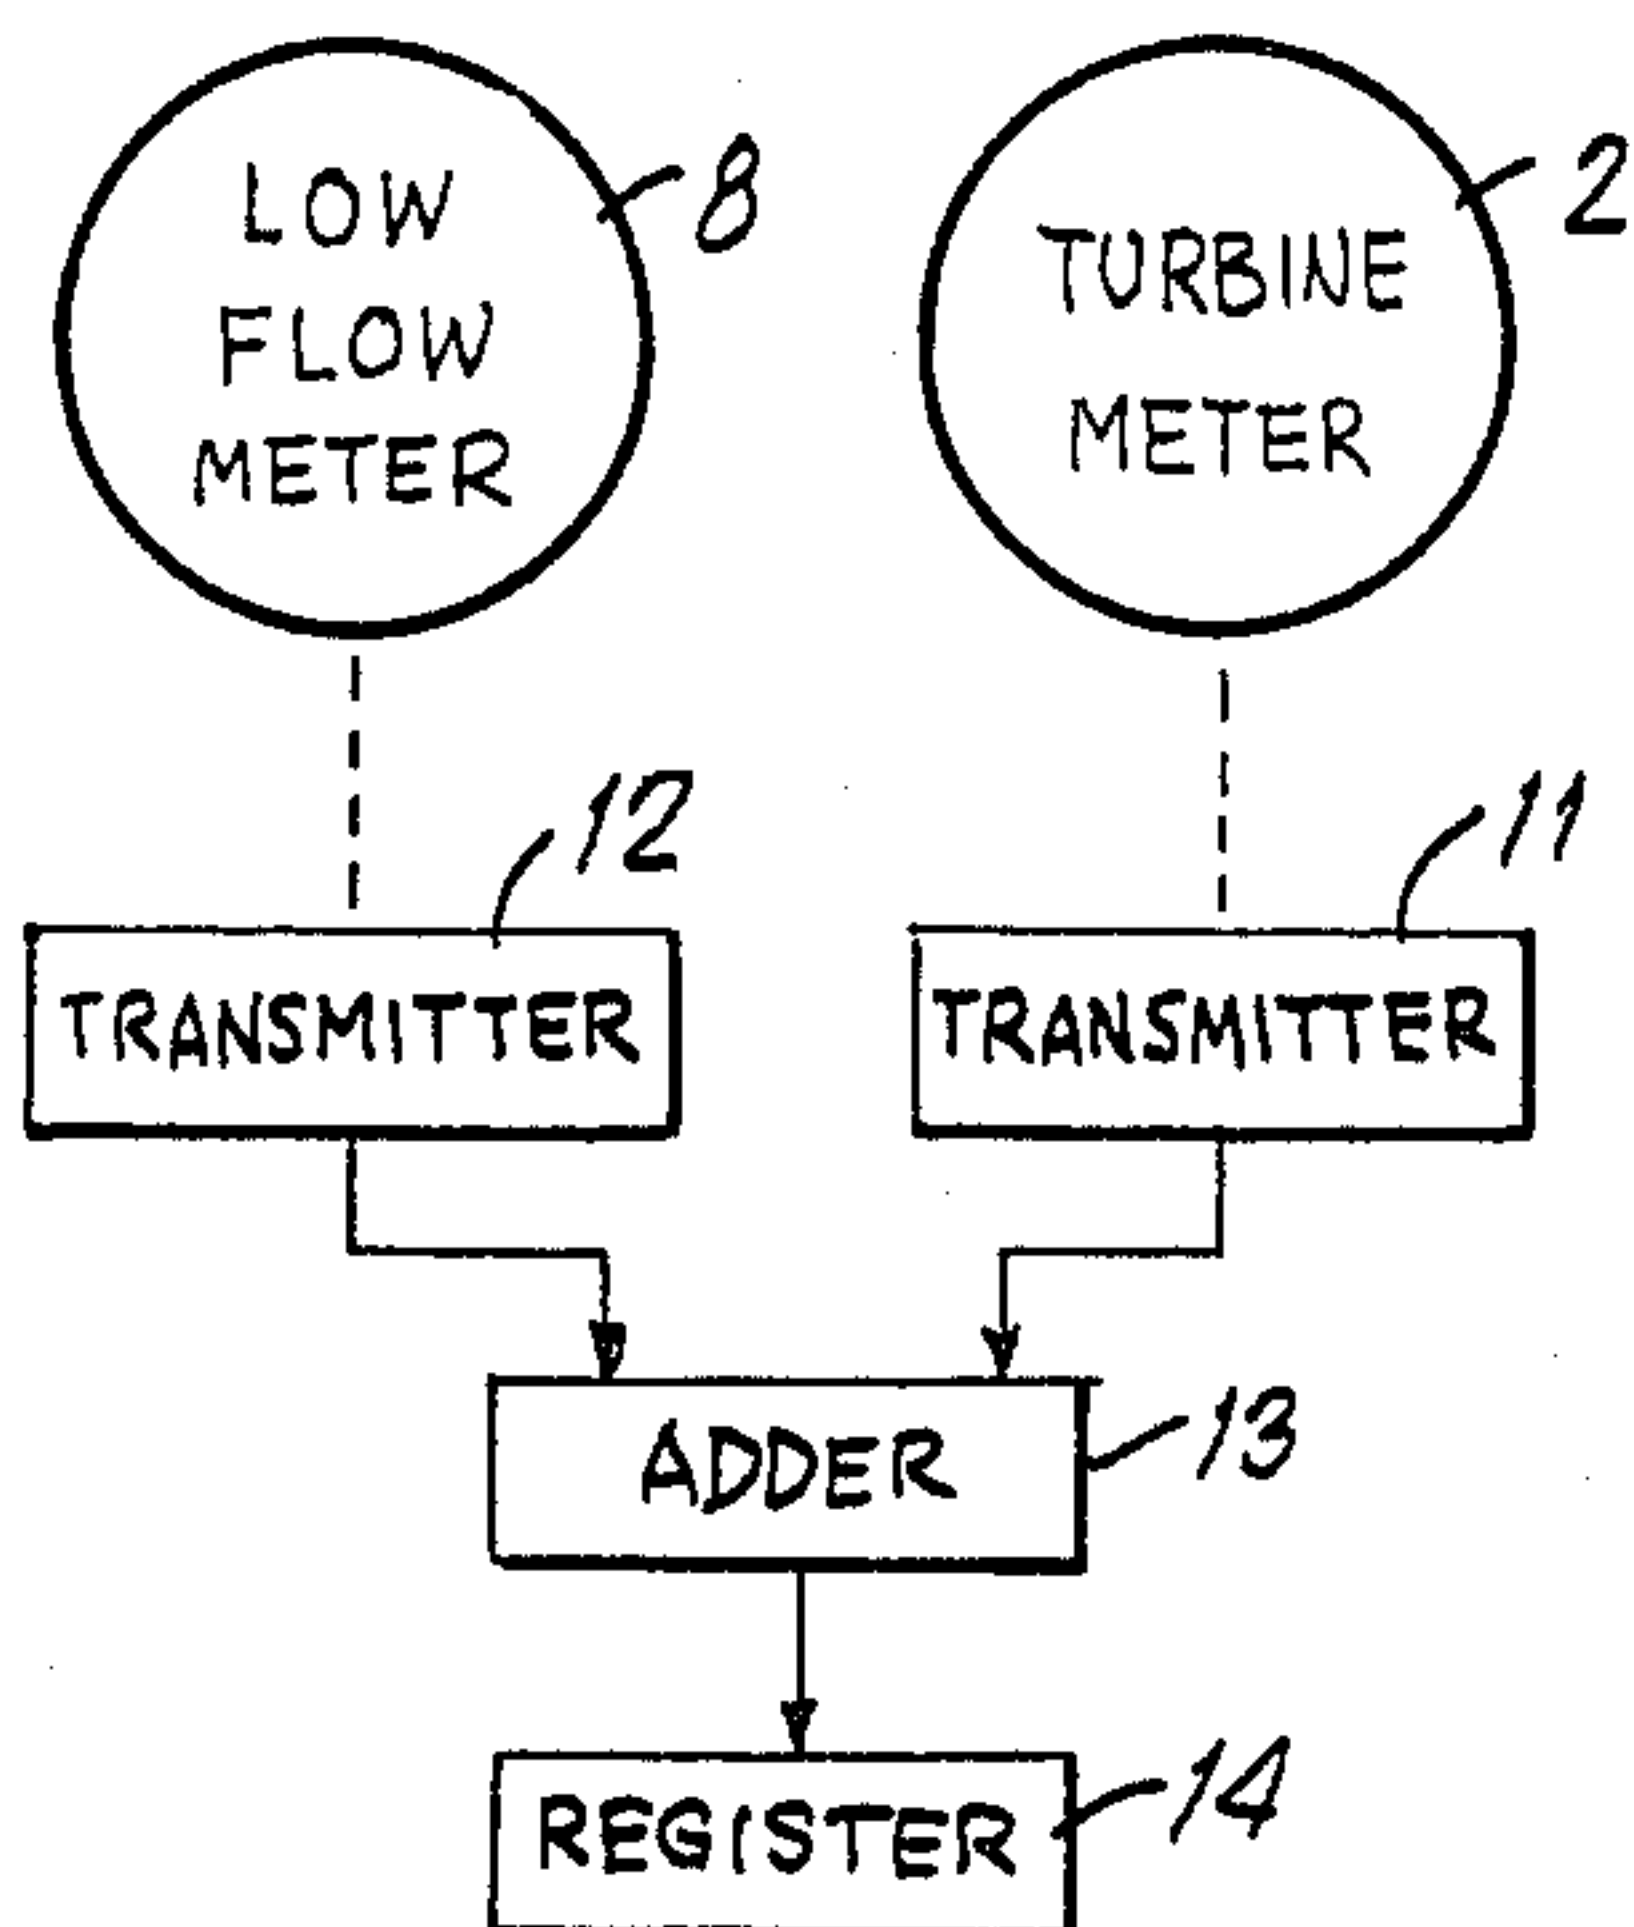 LOW
FLOW
METER
8
TURBINE
METER
2
12
11
TRANSMITTER
TRANSMITTER
ADDER
13
REGISTER
14